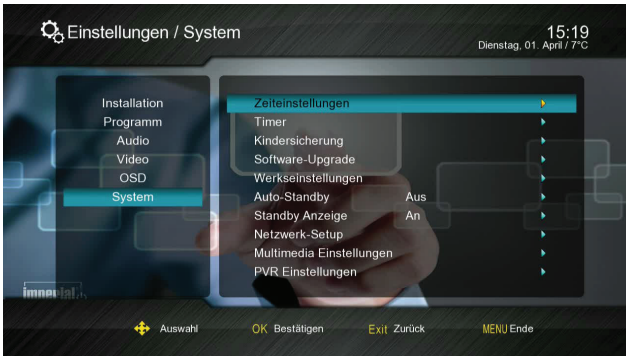 Einstellungen / System
15:19
Dienstag, 01. April / 7°C
Installation
Programm
Audio
Video
OSD
System
Zeiteinstellungen
Timer
Kindersicherung
Software-Upgrade
Werkseinstellungen
Auto-Standby Aus
Standby Anzeige An
Netzwerk-Setup
Multimedia Einstellungen
PVR Einstellungen
imperial
Auswahl OK Bestätigen Exit Zurück MENU Ende